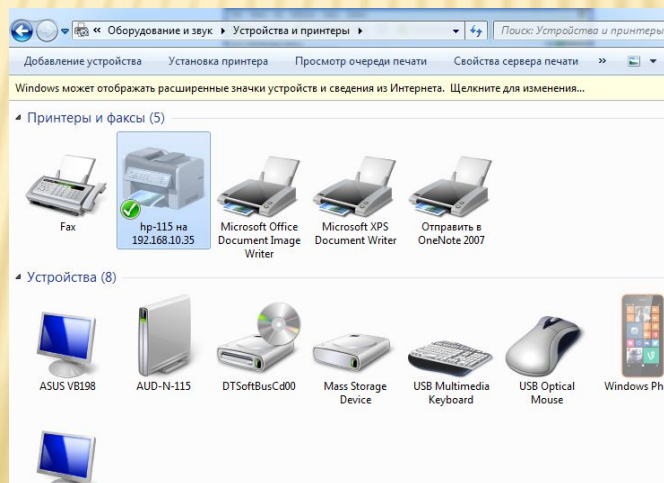 « Оборудование и звук ▸ Устройства и принтеры ▸ Поиск: Устройства и принтеры
Добавление устройства Установка принтера Просмотр очереди печати Свойства сервера печати »
Windows может отображать расширенные значки устройств и сведения из Интернета. Щелкните для изменения...
Принтеры и факсы (5)
Fax
hp-115 на
192.168.10.35
Microsoft Office
Document Image
Writer
Microsoft XPS
Document Writer
Отправить в
OneNote 2007
Устройства (8)
ASUS VB198
AUD-N-115
DTSoftBusCd00
Mass Storage
Device
USB Multimedia
Keyboard
USB Optical
Mouse
Windows Ph